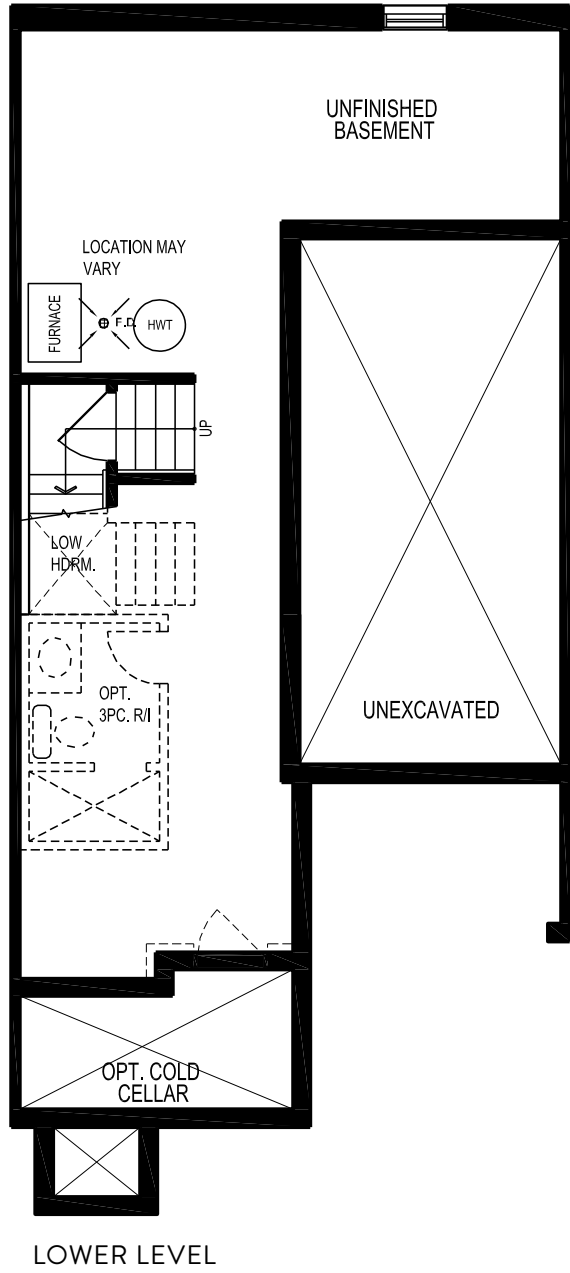 UNFINISHED
BASEMENT
LOCATION MAY
VARY
FURNACE
F.D.
HWT
UP
LOW
HDRM.
OPT.
3PC. R/I
UNEXCAVATED
OPT. COLD
CELLAR
LOWER LEVEL